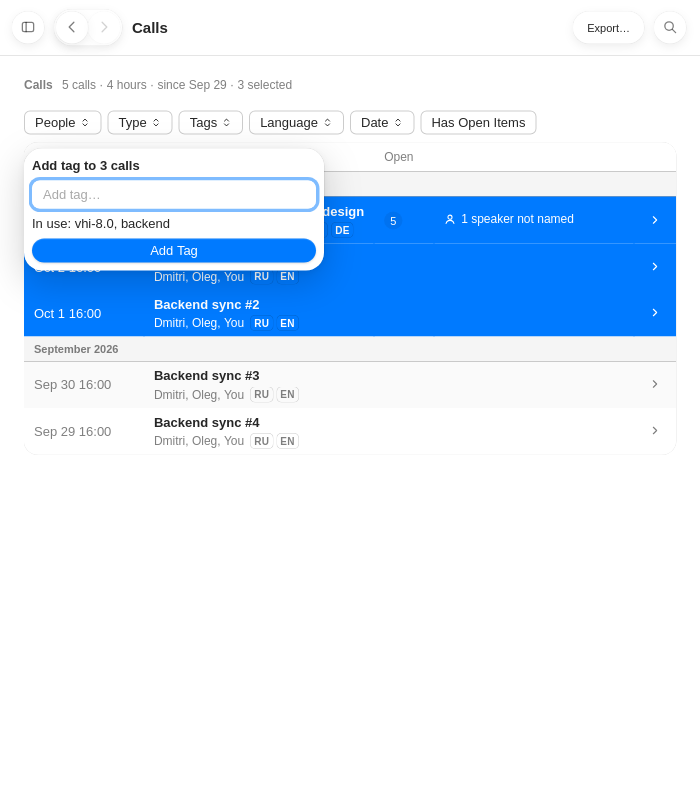 Calls
Export…
Calls 5 calls · 4 hours · since Sep 29 · 3 selected
People Type Tags Language Date Has Open Items
Open
Add tag to 3 calls
Add tag…
In use: vhi-8.0, backend
Add Tag
design
DE
5
1 speaker not named
Dmitri, Oleg, You RU EN
Oct 1 16:00
Backend sync #2
Dmitri, Oleg, You RU EN
September 2026
Sep 30 16:00
Backend sync #3
Dmitri, Oleg, You RU EN
Sep 29 16:00
Backend sync #4
Dmitri, Oleg, You RU EN